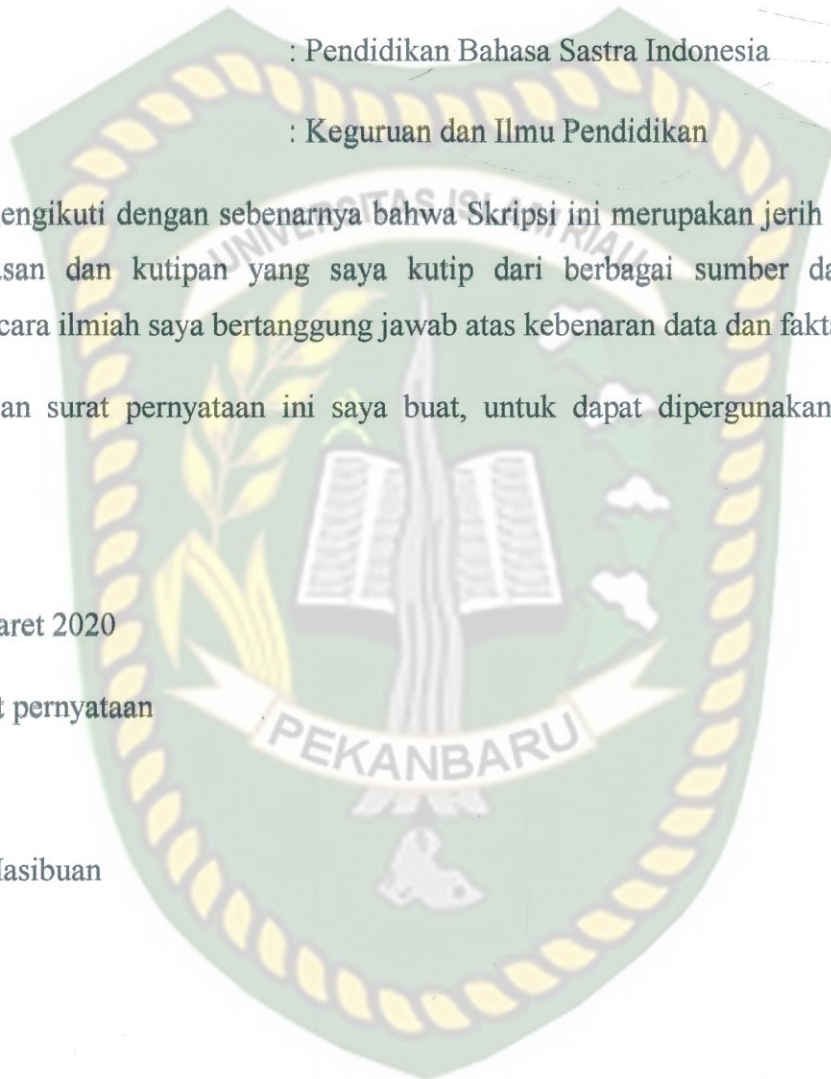 : Pendidikan Bahasa Sastra Indonesia
: Keguruan dan Ilmu Pendidikan
engikuti dengan sebenarnya bahwa Skripsi ini merupakan jerih
UNIVERSITAS ISLAM RIAU
san dan kutipan yang saya kutip dari berbagai sumber da
cara ilmiah saya bertanggung jawab atas kebenaran data dan fakta
an surat pernyataan ini saya buat, untuk dapat dipergunakan
aret 2020
t pernyataan
PEKANBARU
Hasibuan